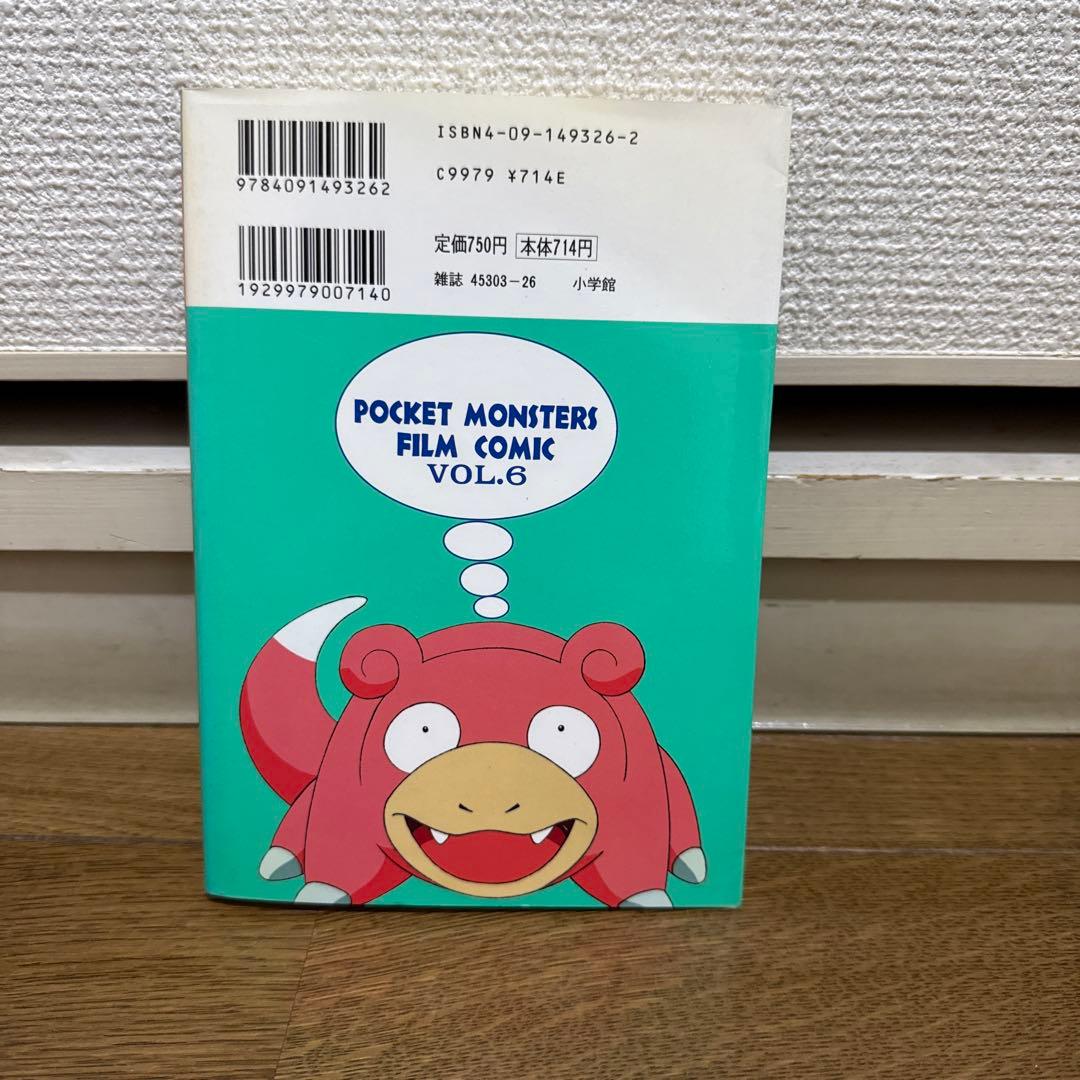 9784091493262
ISBN4-09-149326-2
C9979 ¥714E
1929979007140
定価750円 本体714円
雑誌 45303-26 小学館
POCKET MONSTERS
FILM COMIC
VOL.6